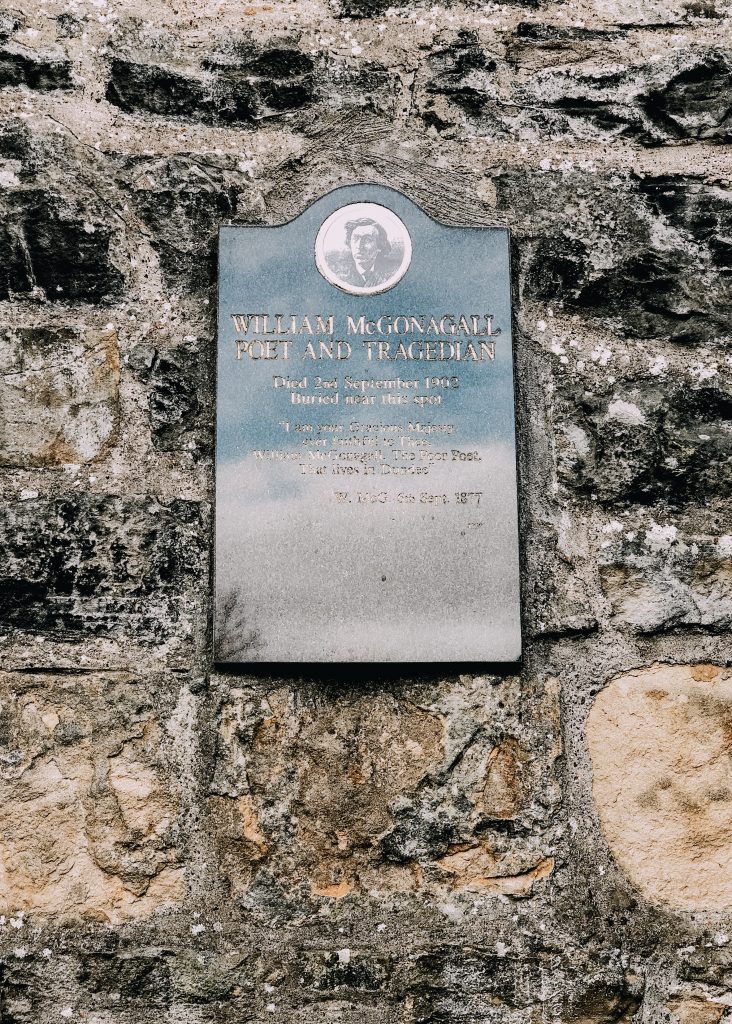 WILLIAM McGONAGALL
POET AND TRAGEDIAN
Died 2nd September 1902
Buried near this spot
"I am your Gracious Majesty
ever faithful to Thee,
William McGonagall, The Poor Poet,
That lives in Dundee"
W. McG. 6th Sept. 1877